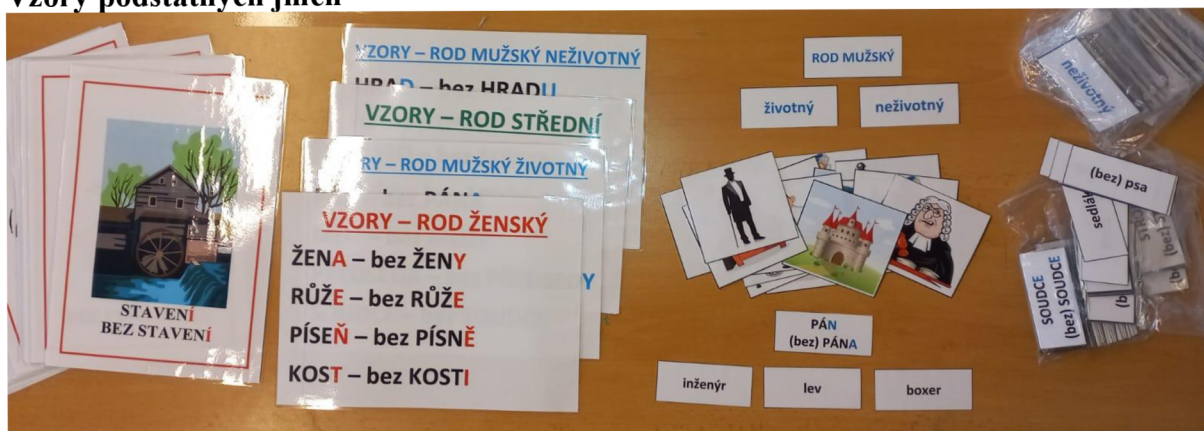 Vzory podstatných jmen
STAVENÍ
BEZ STAVENÍ
VZORY – ROD MUŽSKÝ NEŽIVOTNÝ
HRAD – bez HRADU
VZORY – ROD STŘEDNÍ
RY – ROD MUŽSKÝ ŽIVOTNÝ
PÁNA
VZORY – ROD ŽENSKÝ
ŽENA – bez ŽENY
RŮŽE – bez RŮŽE
PÍSEŇ – bez PÍSNĚ
KOST – bez KOSTI
Y
ROD MUŽSKÝ
životný
neživotný
PÁN
(bez) PÁNA
inženýr
lev
boxer
neživotný
(bez) psa
sedlák
SOUDCE
(bez) SOUDCE